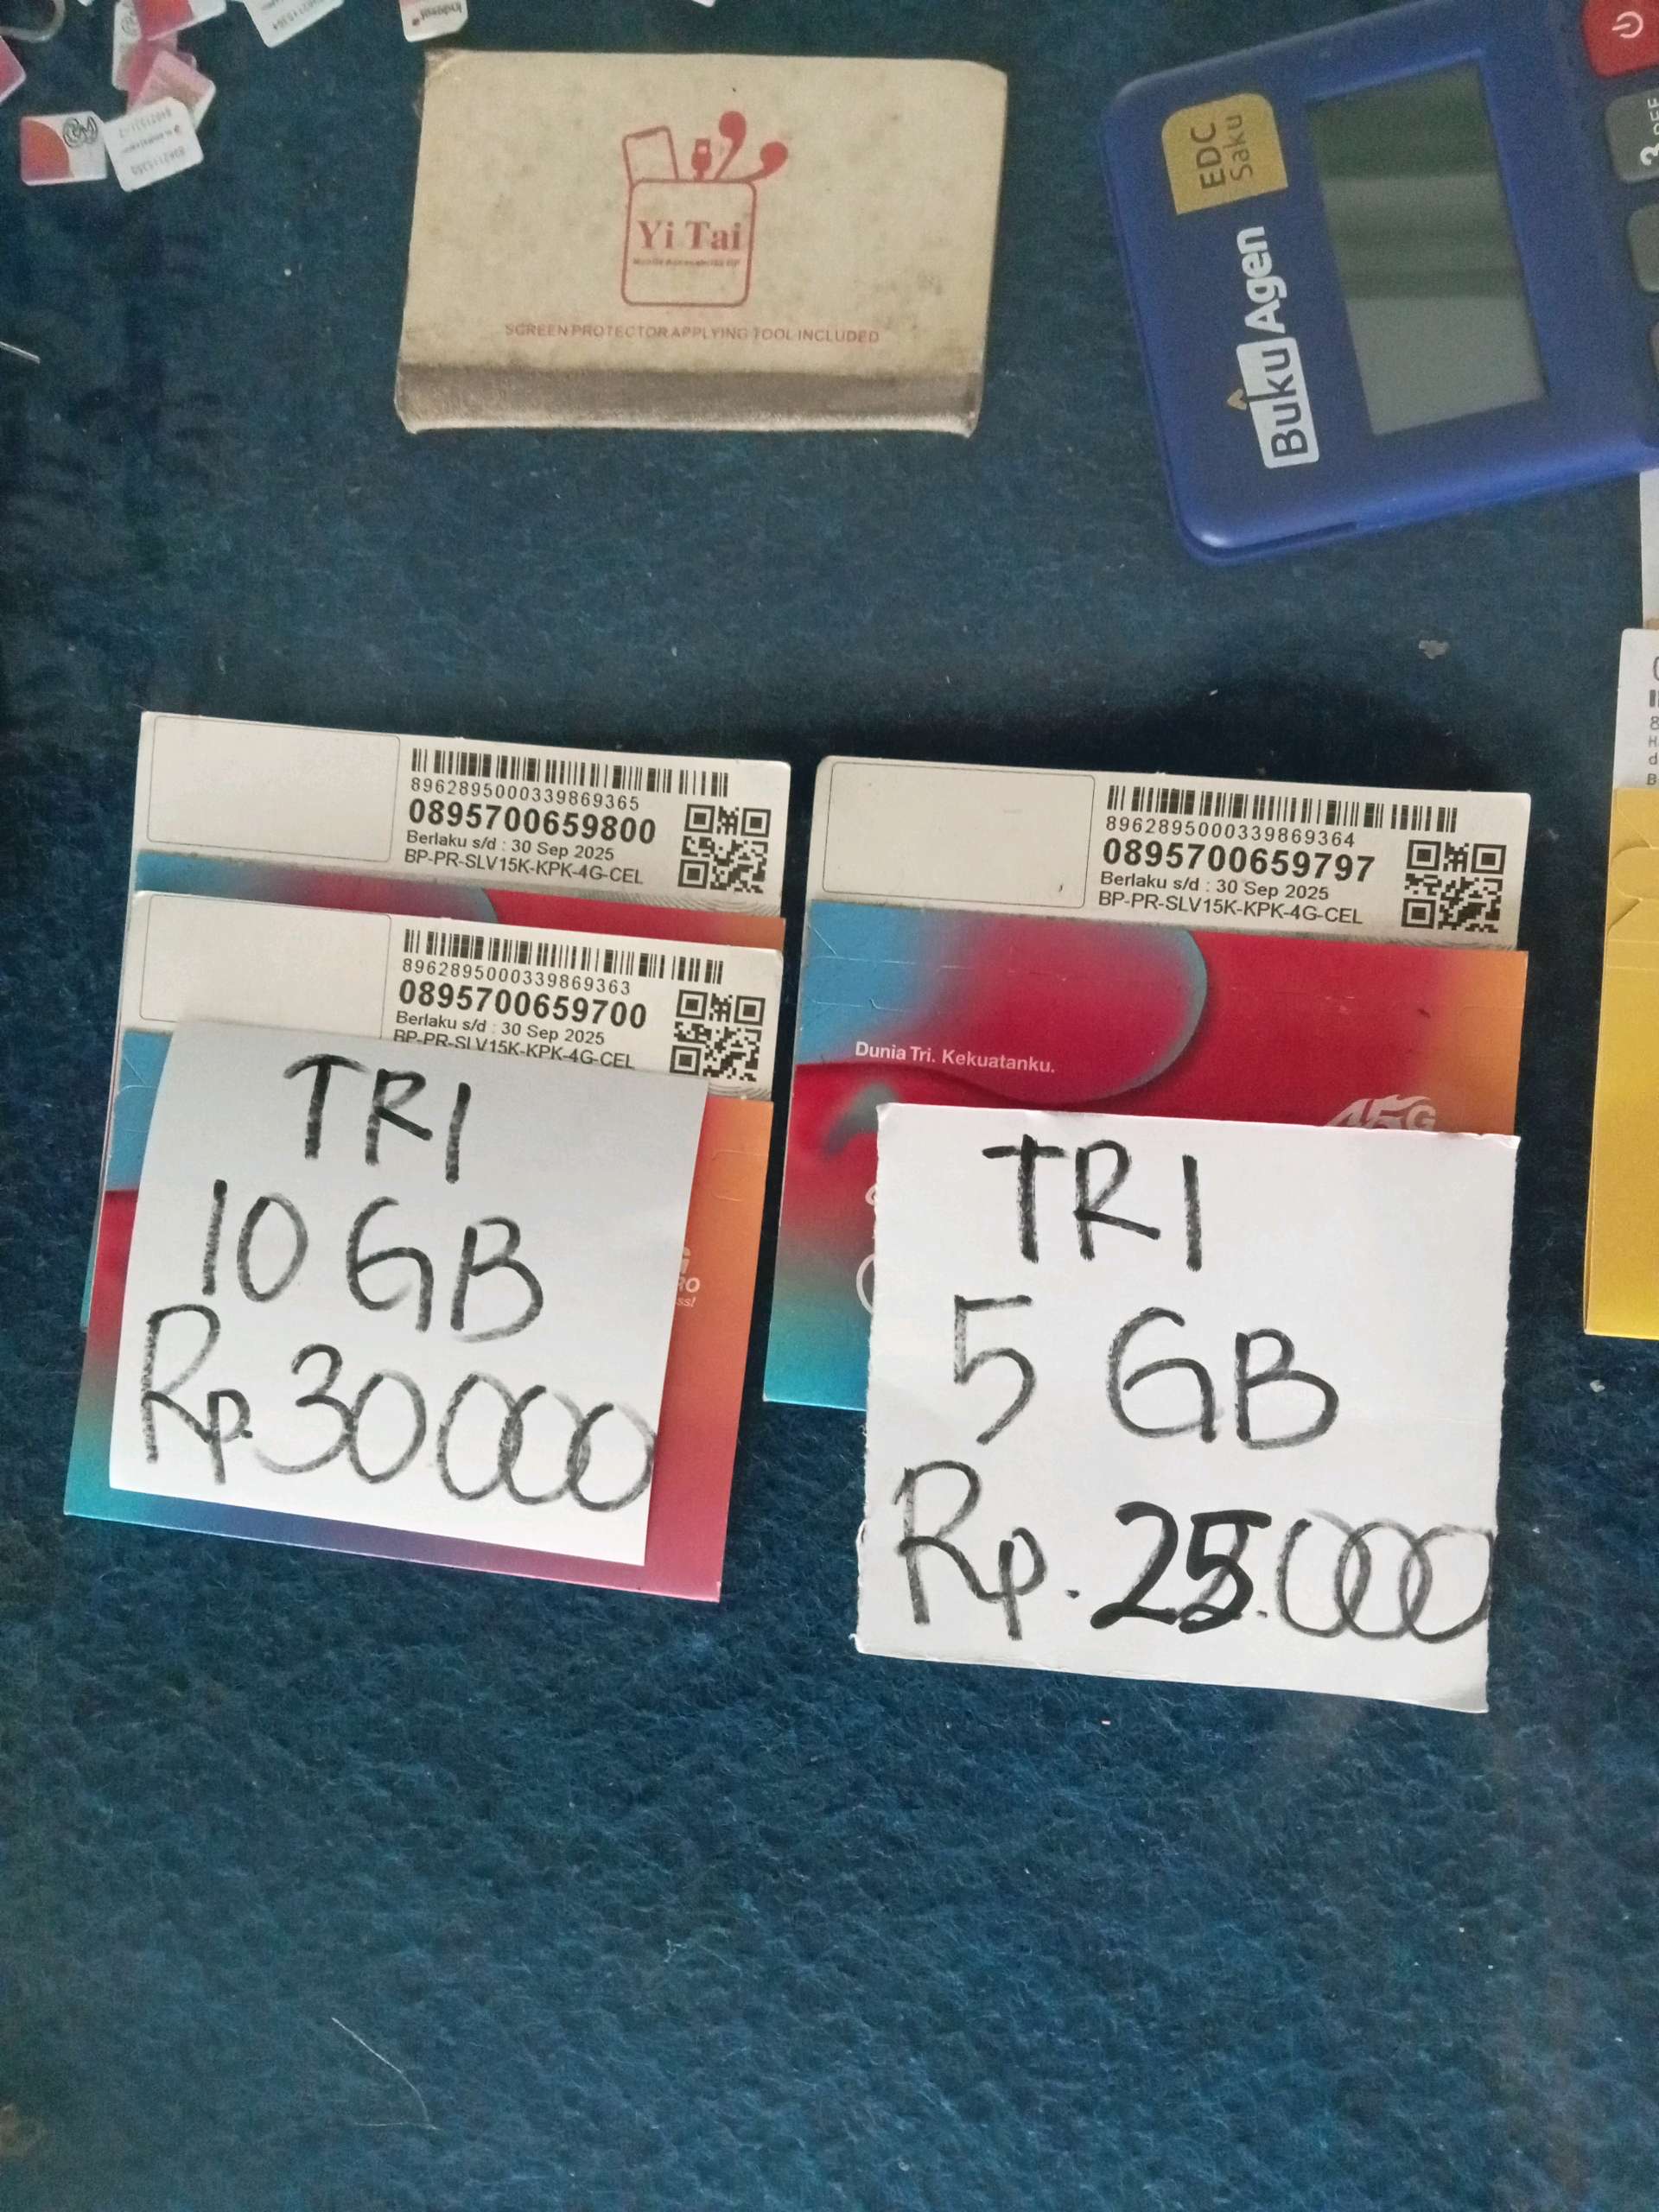 Yi Tai
SCREEN PROTECTOR APPLYING TOOL INCLUDED
EDC
Saku
BukuAgen
8962895000339869365
0895700659800
Berlaku s/d : 30 Sep 2025
BP-PR-SLV15K-KPK-4G-CEL
8962895000339869363
0895700659700
Berlaku s/d : 30 Sep 2025
BP-PR-SLV15K-KPK-4G-CEL
TRI
10 GB
Rp.30000
8962895000339869364
0895700659797
Berlaku s/d : 30 Sep 2025
BP-PR-SLV15K-KPK-4G-CEL
Dunia Tri. Kekuatanku.
TRI
5 GB
Rp. 25.000